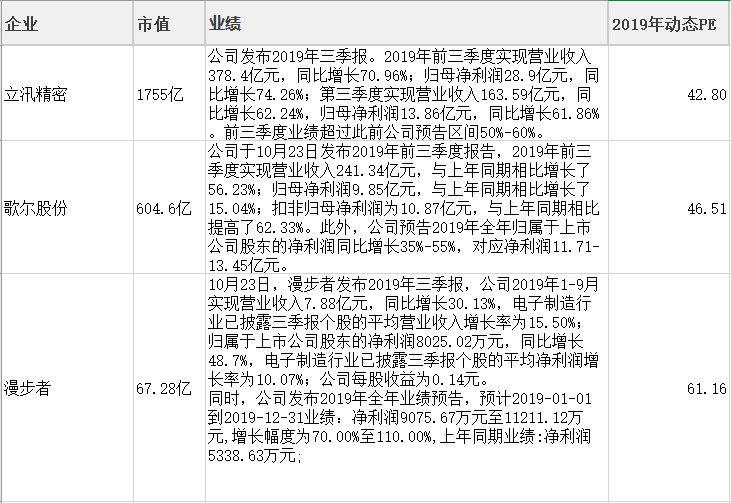 企业 市值 业绩 2019年动态PE
公司发布2019年三季报。2019年前三季度实现营业收入
378.4亿元，同比增长70.96%；归母净利润28.9亿元，同
比增长74.26%；第三季度实现营业收入163.59亿元，同
立讯精密 1755亿 42.80
比增长62.24%，归母净利润13.86亿元，同比增长61.86%
。前三季度业绩超过此前公司预告区间50%-60%。
公司于10月23日发布2019年前三季度报告，2019年前三
季度实现营业收入241.34亿元，与上年同期相比增长了
56.23%；归母净利润9.85亿元，与上年同期相比增长了
歌尔股份 604.6亿 15.04%；扣非归母净利润为10.87亿元，与上年同期相比 46.51
提高了62.33%。此外，公司预告2019年全年归属于上市
公司股东的净利润同比增长35%-55%，对应净利润11.71-
13.45亿元。
10月23日，漫步者发布2019年三季报，公司2019年1-9月
实现营业收入7.88亿元，同比增长30.13%，电子制造行
业已披露三季报个股的平均营业收入增长率为15.50%；
归属于上市公司股东的净利润8025.02万元，同比增长
48.7%，电子制造行业已披露三季报个股的平均净利润增
长率为10.07%；公司每股收益为0.14元。
漫步者 67.28亿 61.16
同时，公司发布2019年全年业绩预告，预计2019-01-01
到2019-12-31业绩：净利润9075.67万元至11211.12万
元,增长幅度为70.00%至110.00%,上年同期业绩:净利润
5338.63万元;